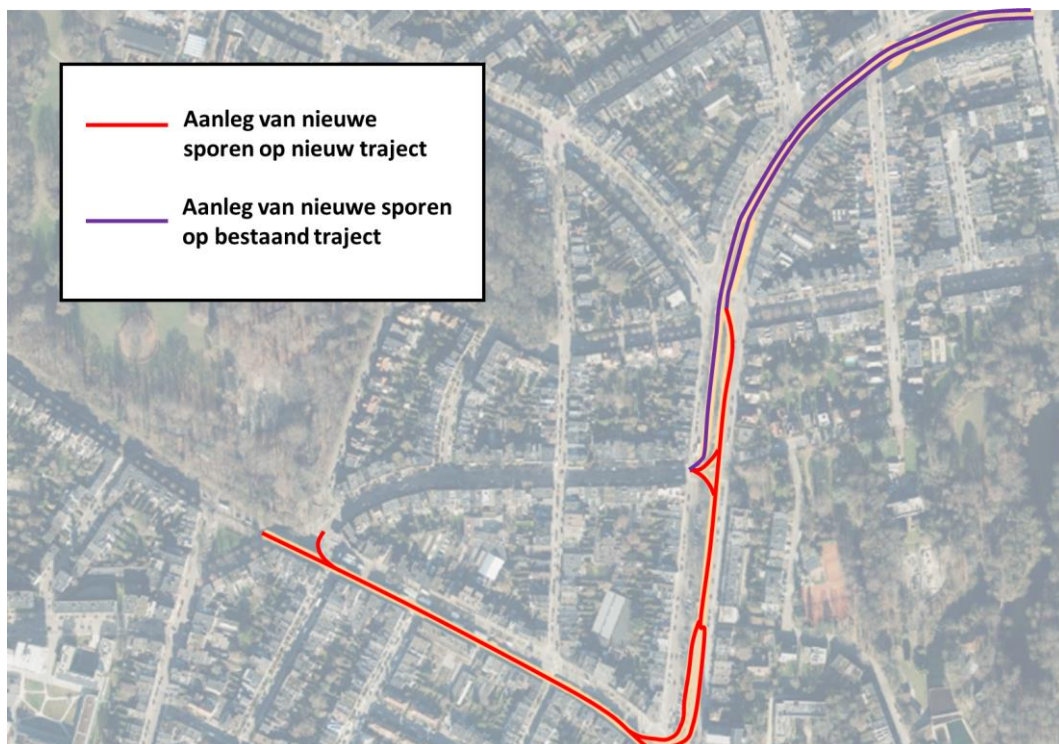 Aanleg van nieuwe
sporen op nieuw traject
Aanleg van nieuwe sporen
op bestaand traject